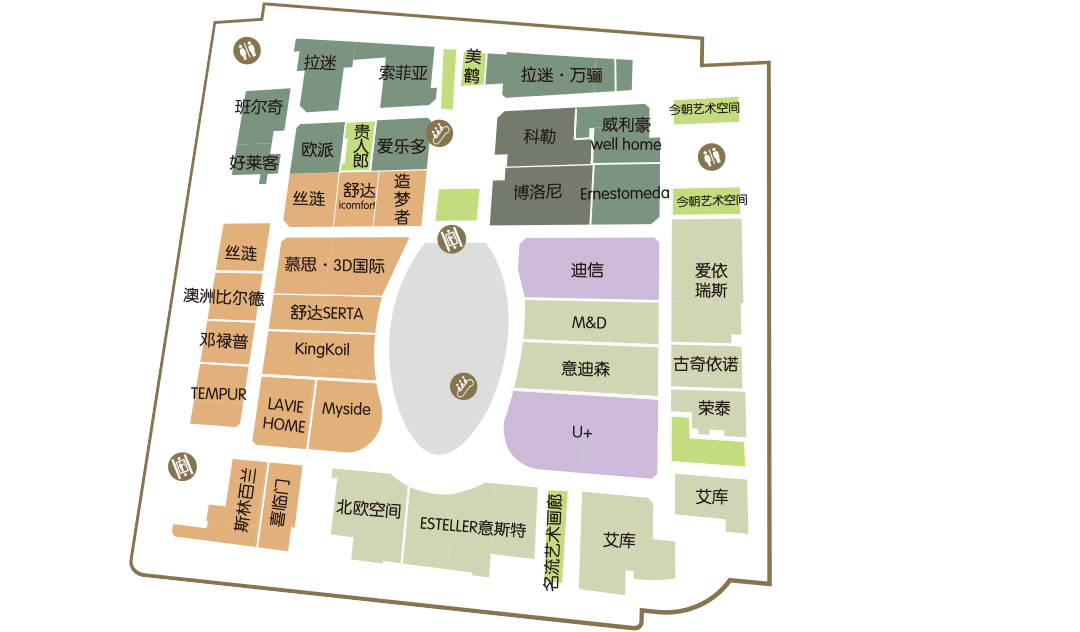 拉迷
索菲亚
美
鹤
拉迷·万骊
今朝艺术空间
班尔奇
好莱客
欧派
贵
人
郎
爱乐多
科勒
威利豪
well home
丝涟
舒达
icomfort
造
梦
者
博洛尼
Ernestomeda
今朝艺术空间
丝涟
慕思·3D国际
迪信
爱依
瑞斯
澳洲比尔德
舒达SERTA
M&D
邓禄普
KingKoil
意迪森
古奇依诺
TEMPUR
LAVIE
HOME
Myside
U+
荣泰
斯林百兰
喜临门
北欧空间
ESTELLER意斯特
名流艺术画廊
艾库
艾库